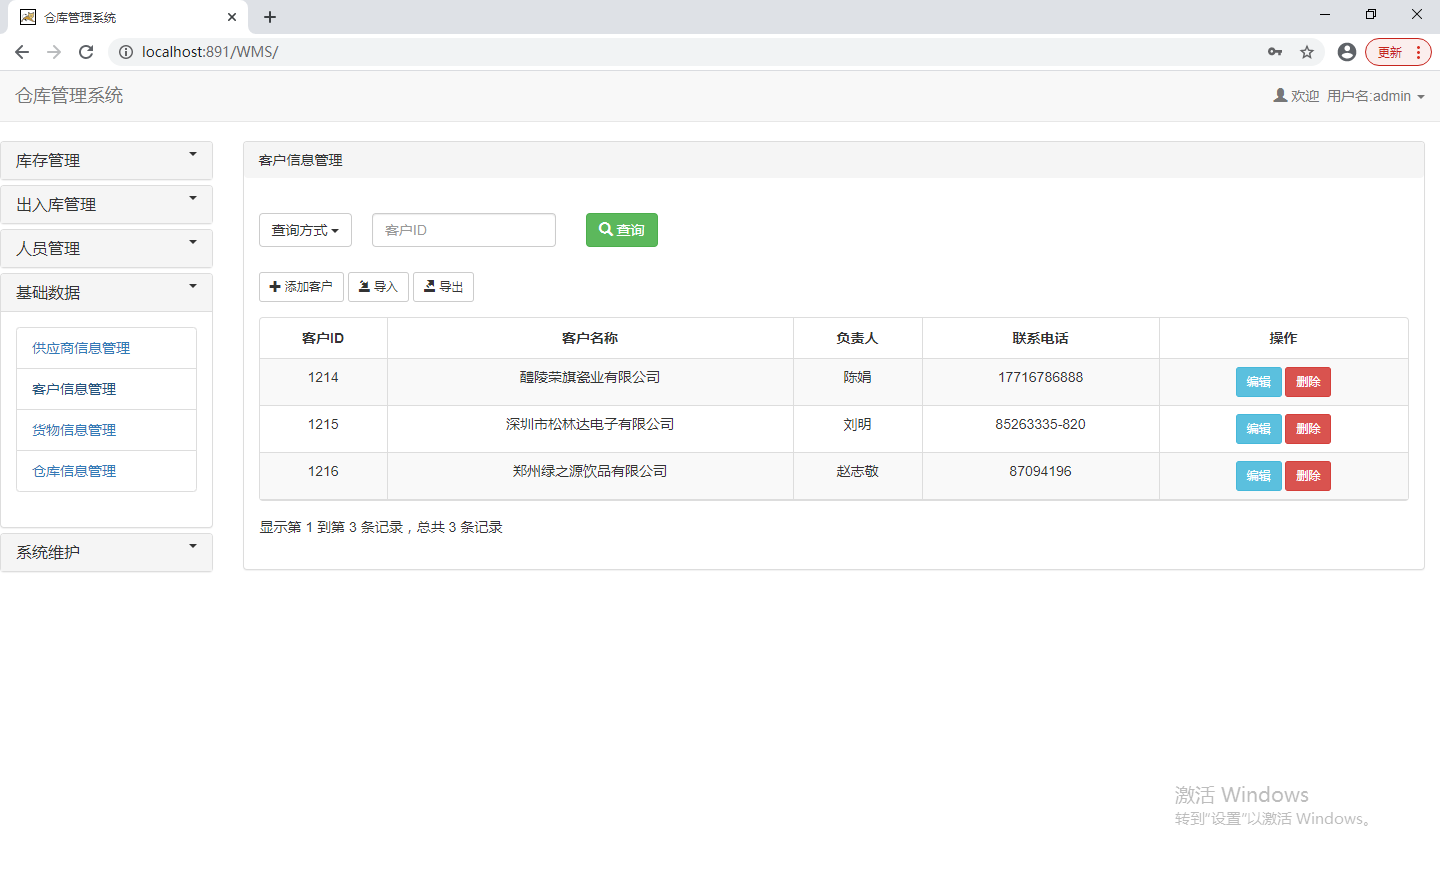 仓库管理系统
localhost:891/WMS/
更新
仓库管理系统
欢迎 用户名:admin
库存管理
出入库管理
人员管理
基础数据
供应商信息管理
客户信息管理
货物信息管理
仓库信息管理
系统维护
客户信息管理
查询方式 客户ID 查询
添加客户 导入 导出
客户ID 客户名称 负责人 联系电话 操作
1214 醴陵荣旗瓷业有限公司 陈娟 17716786888 编辑 删除
1215 深圳市松林达电子有限公司 刘明 85263335-820 编辑 删除
1216 郑州绿之源饮品有限公司 赵志敬 87094196 编辑 删除
显示第 1 到第 3 条记录，总共 3 条记录
激活 Windows
转到"设置"以激活 Windows。